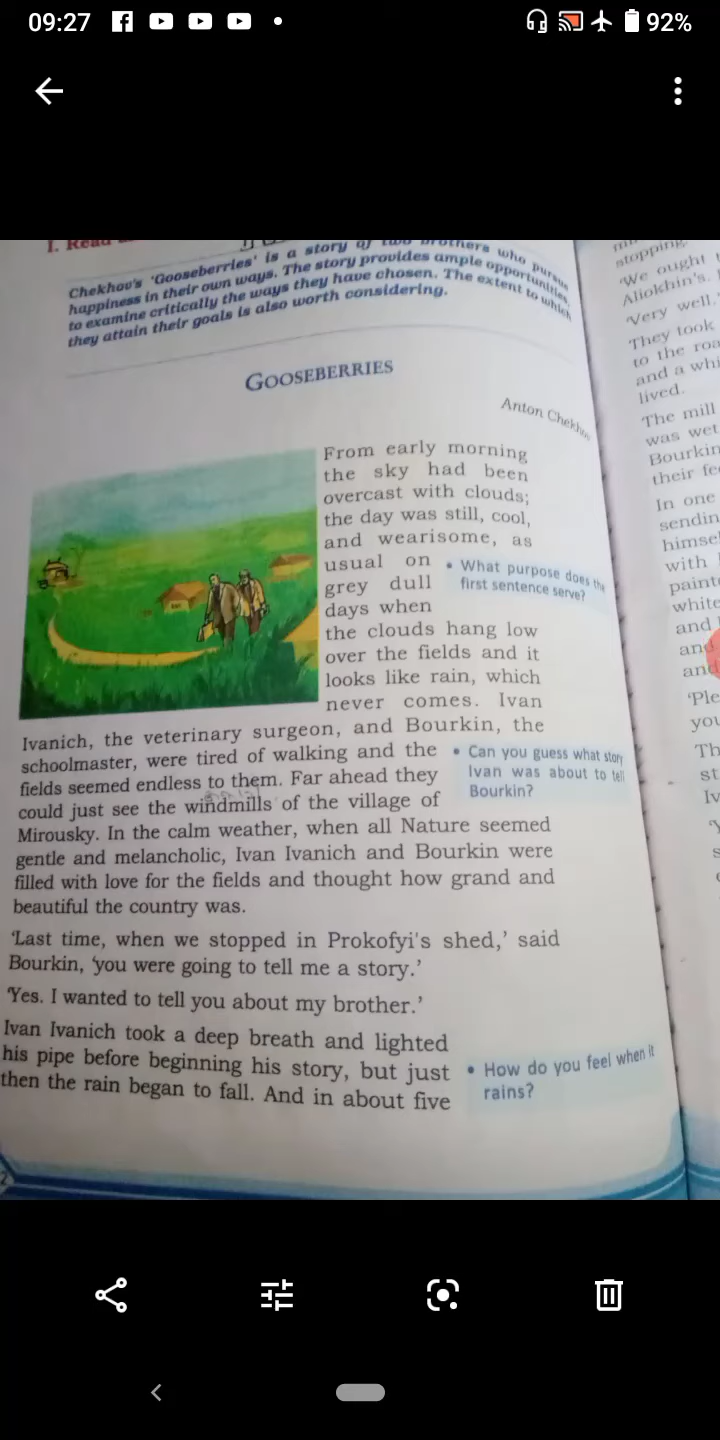 09:27
92%
I. Read
Chekhov's 'Gooseberries' is a story of two brothers who pursue
happiness in their own ways. The story provides ample opportunities,
to examine critically the ways they have chosen. The extent to which
they attain their goals is also worth considering.
GOOSEBERRIES
Anton Chekhov
From early morning
the sky had been
overcast with clouds;
the day was still, cool,
and wearisome, as
usual on
grey dull
days when
the clouds hang low
over the fields and it
looks like rain, which
never comes. Ivan
• What purpose does the
first sentence serve?
Ivanich, the veterinary surgeon, and Bourkin, the
schoolmaster, were tired of walking and the
fields seemed endless to them. Far ahead they
could just see the windmills of the village of
Mirousky. In the calm weather, when all Nature seemed
gentle and melancholic, Ivan Ivanich and Bourkin were
filled with love for the fields and thought how grand and
beautiful the country was.
• Can you guess what story
Ivan was about to tell
Bourkin?
'Last time, when we stopped in Prokofyi's shed,' said
Bourkin, 'you were going to tell me a story.'
'Yes. I wanted to tell you about my brother.'
Ivan Ivanich took a deep breath and lighted
his pipe before beginning his story, but just
then the rain began to fall. And in about five
• How do you feel when it
rains?
2
stopping.
'We ought
Aliokhin's.
'Very well,
They took
to the roa
and a whi
lived.
The mill
was wet
Bourkin
their fe
In one
sendin
himse
with
painte
white
and
and
and
'Ple
you
Th
st
Iv
'Y
s